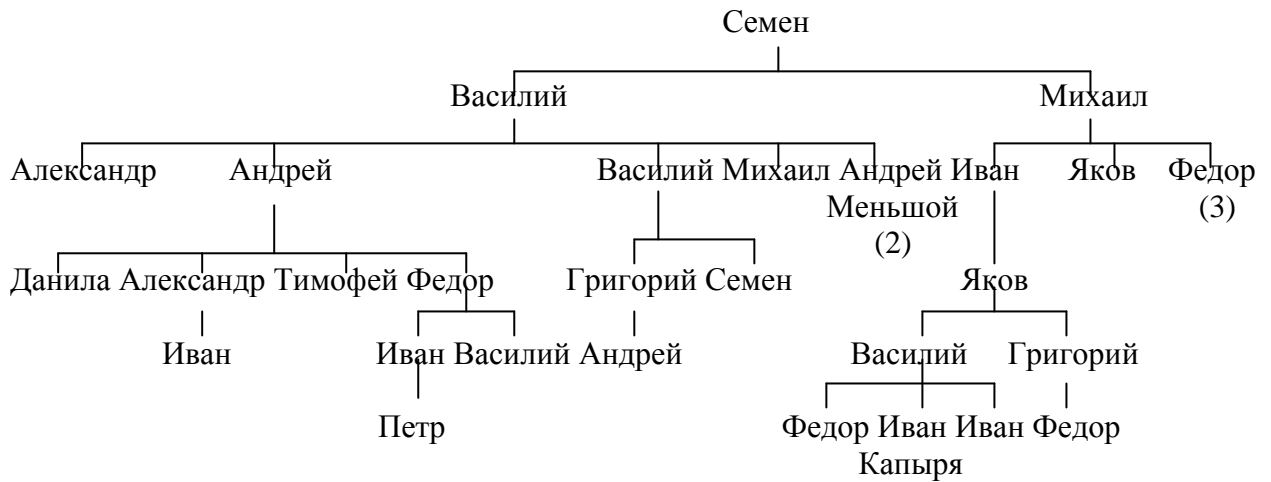 Семен
Василий Михаил
Александр Андрей Василий Михаил Андрей Иван Яков Федор
Меньшой (3)
(2)
Данила Александр Тимофей Федор Григорий Семен Яков
Иван Иван Василий Андрей Василий Григорий
Петр Федор Иван Иван Федор
Капыря